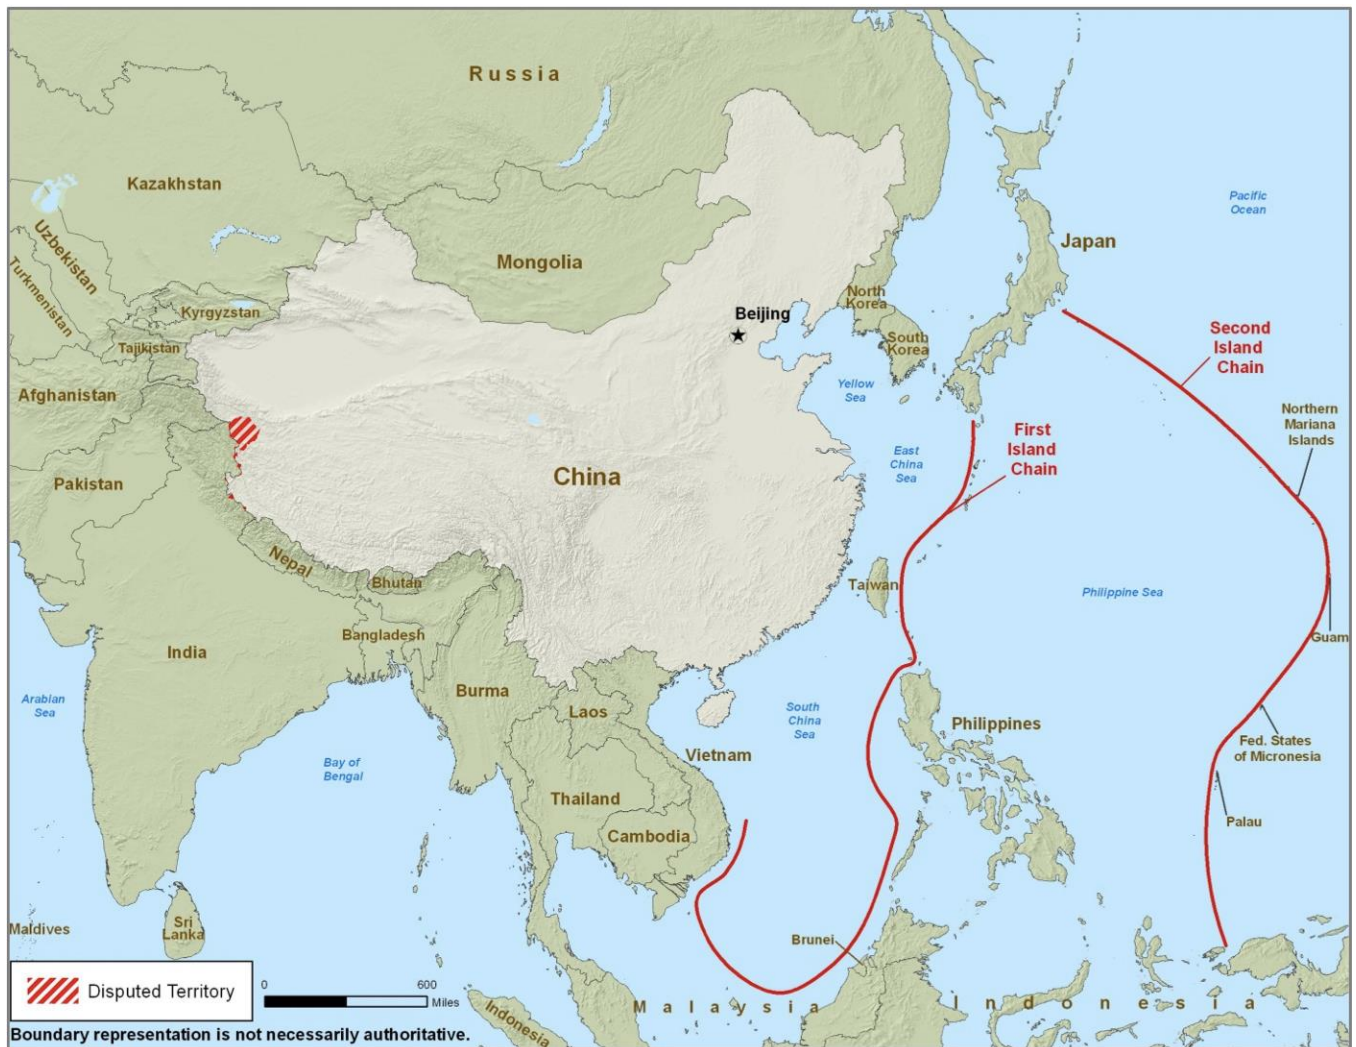 Russia
Kazakhstan
Pacific
Ocean
Uzbekistan
Japan
Turkmenistan
Mongolia
North
Korea
Kyrgyzstan
Beijing
Second
Island
Chain
South
Korea
Tajikistan
Afghanistan
Yellow
Sea
Northern
Mariana
Islands
First
Island
Chain
East
China
Sea
China
Pakistan
Nepal
Bhutan
Taiwan
Philippine Sea
Bangladesh
Guam
India
Burma
Arabian
Sea
Laos
South
China
Sea
Philippines
Fed. States
of Micronesia
Vietnam
Bay of
Bengal
Thailand
Palau
Cambodia
Maldives
Sri
Lanka
Brunei
Disputed Territory
0
600
Miles
Malaysia
Indonesia
Indonesia
Boundary representation is not necessarily authoritative.